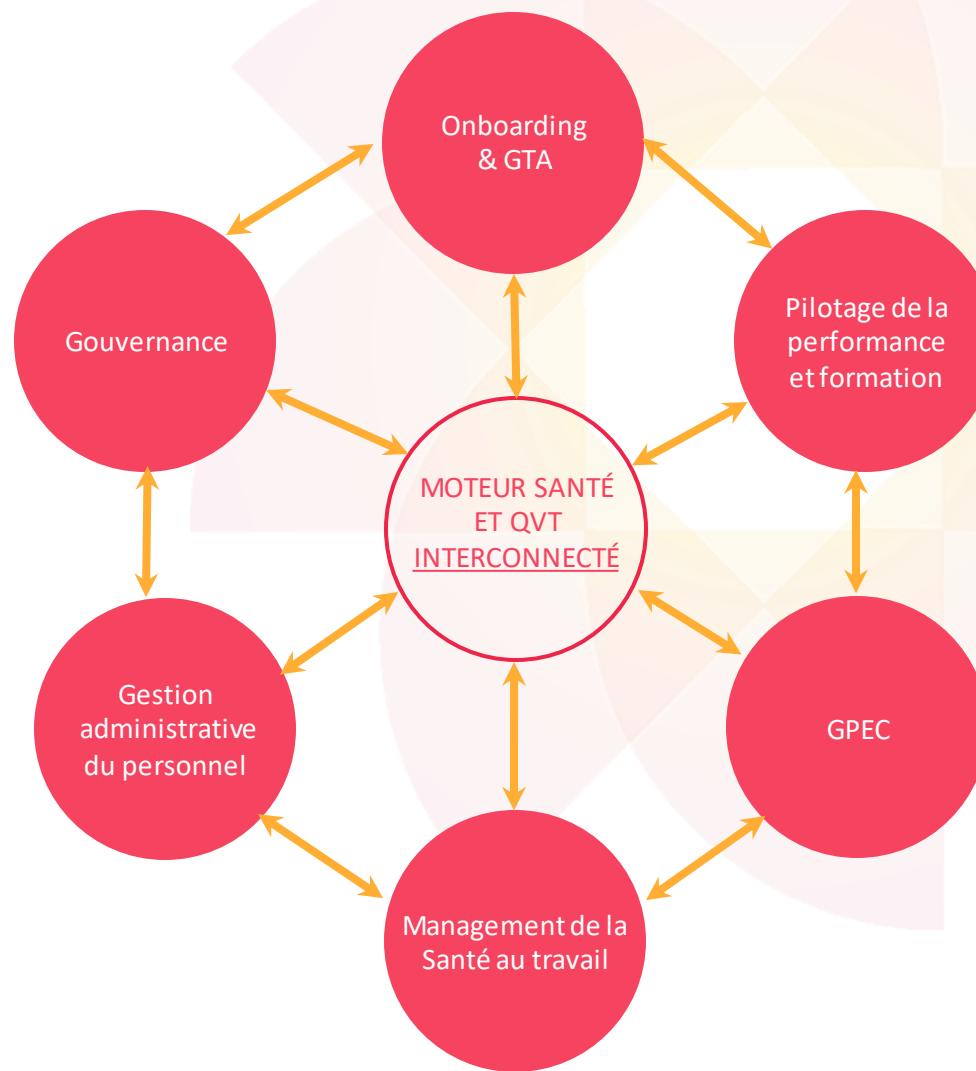 Onboarding
& GTA
Gouvernance
Pilotage de la
performance
et formation
MOTEUR SANTÉ
ET QVT
INTERCONNECTÉ
Gestion
administrative
du personnel
GPEC
Management de la
Santé au travail